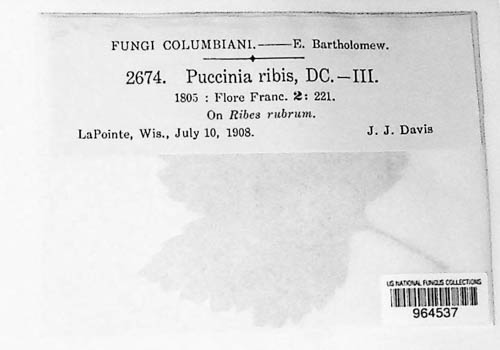 FUNGI COLUMBIANI.—E. Bartholomew.
2674. Puccinia ribis, DC.—III.
1805 : Flore Franc. 2: 221.
On Ribes rubrum.
LaPointe, Wis., July 10, 1908. J. J. Davis
US NATIONAL FUNGUS COLLECTIONS
964537